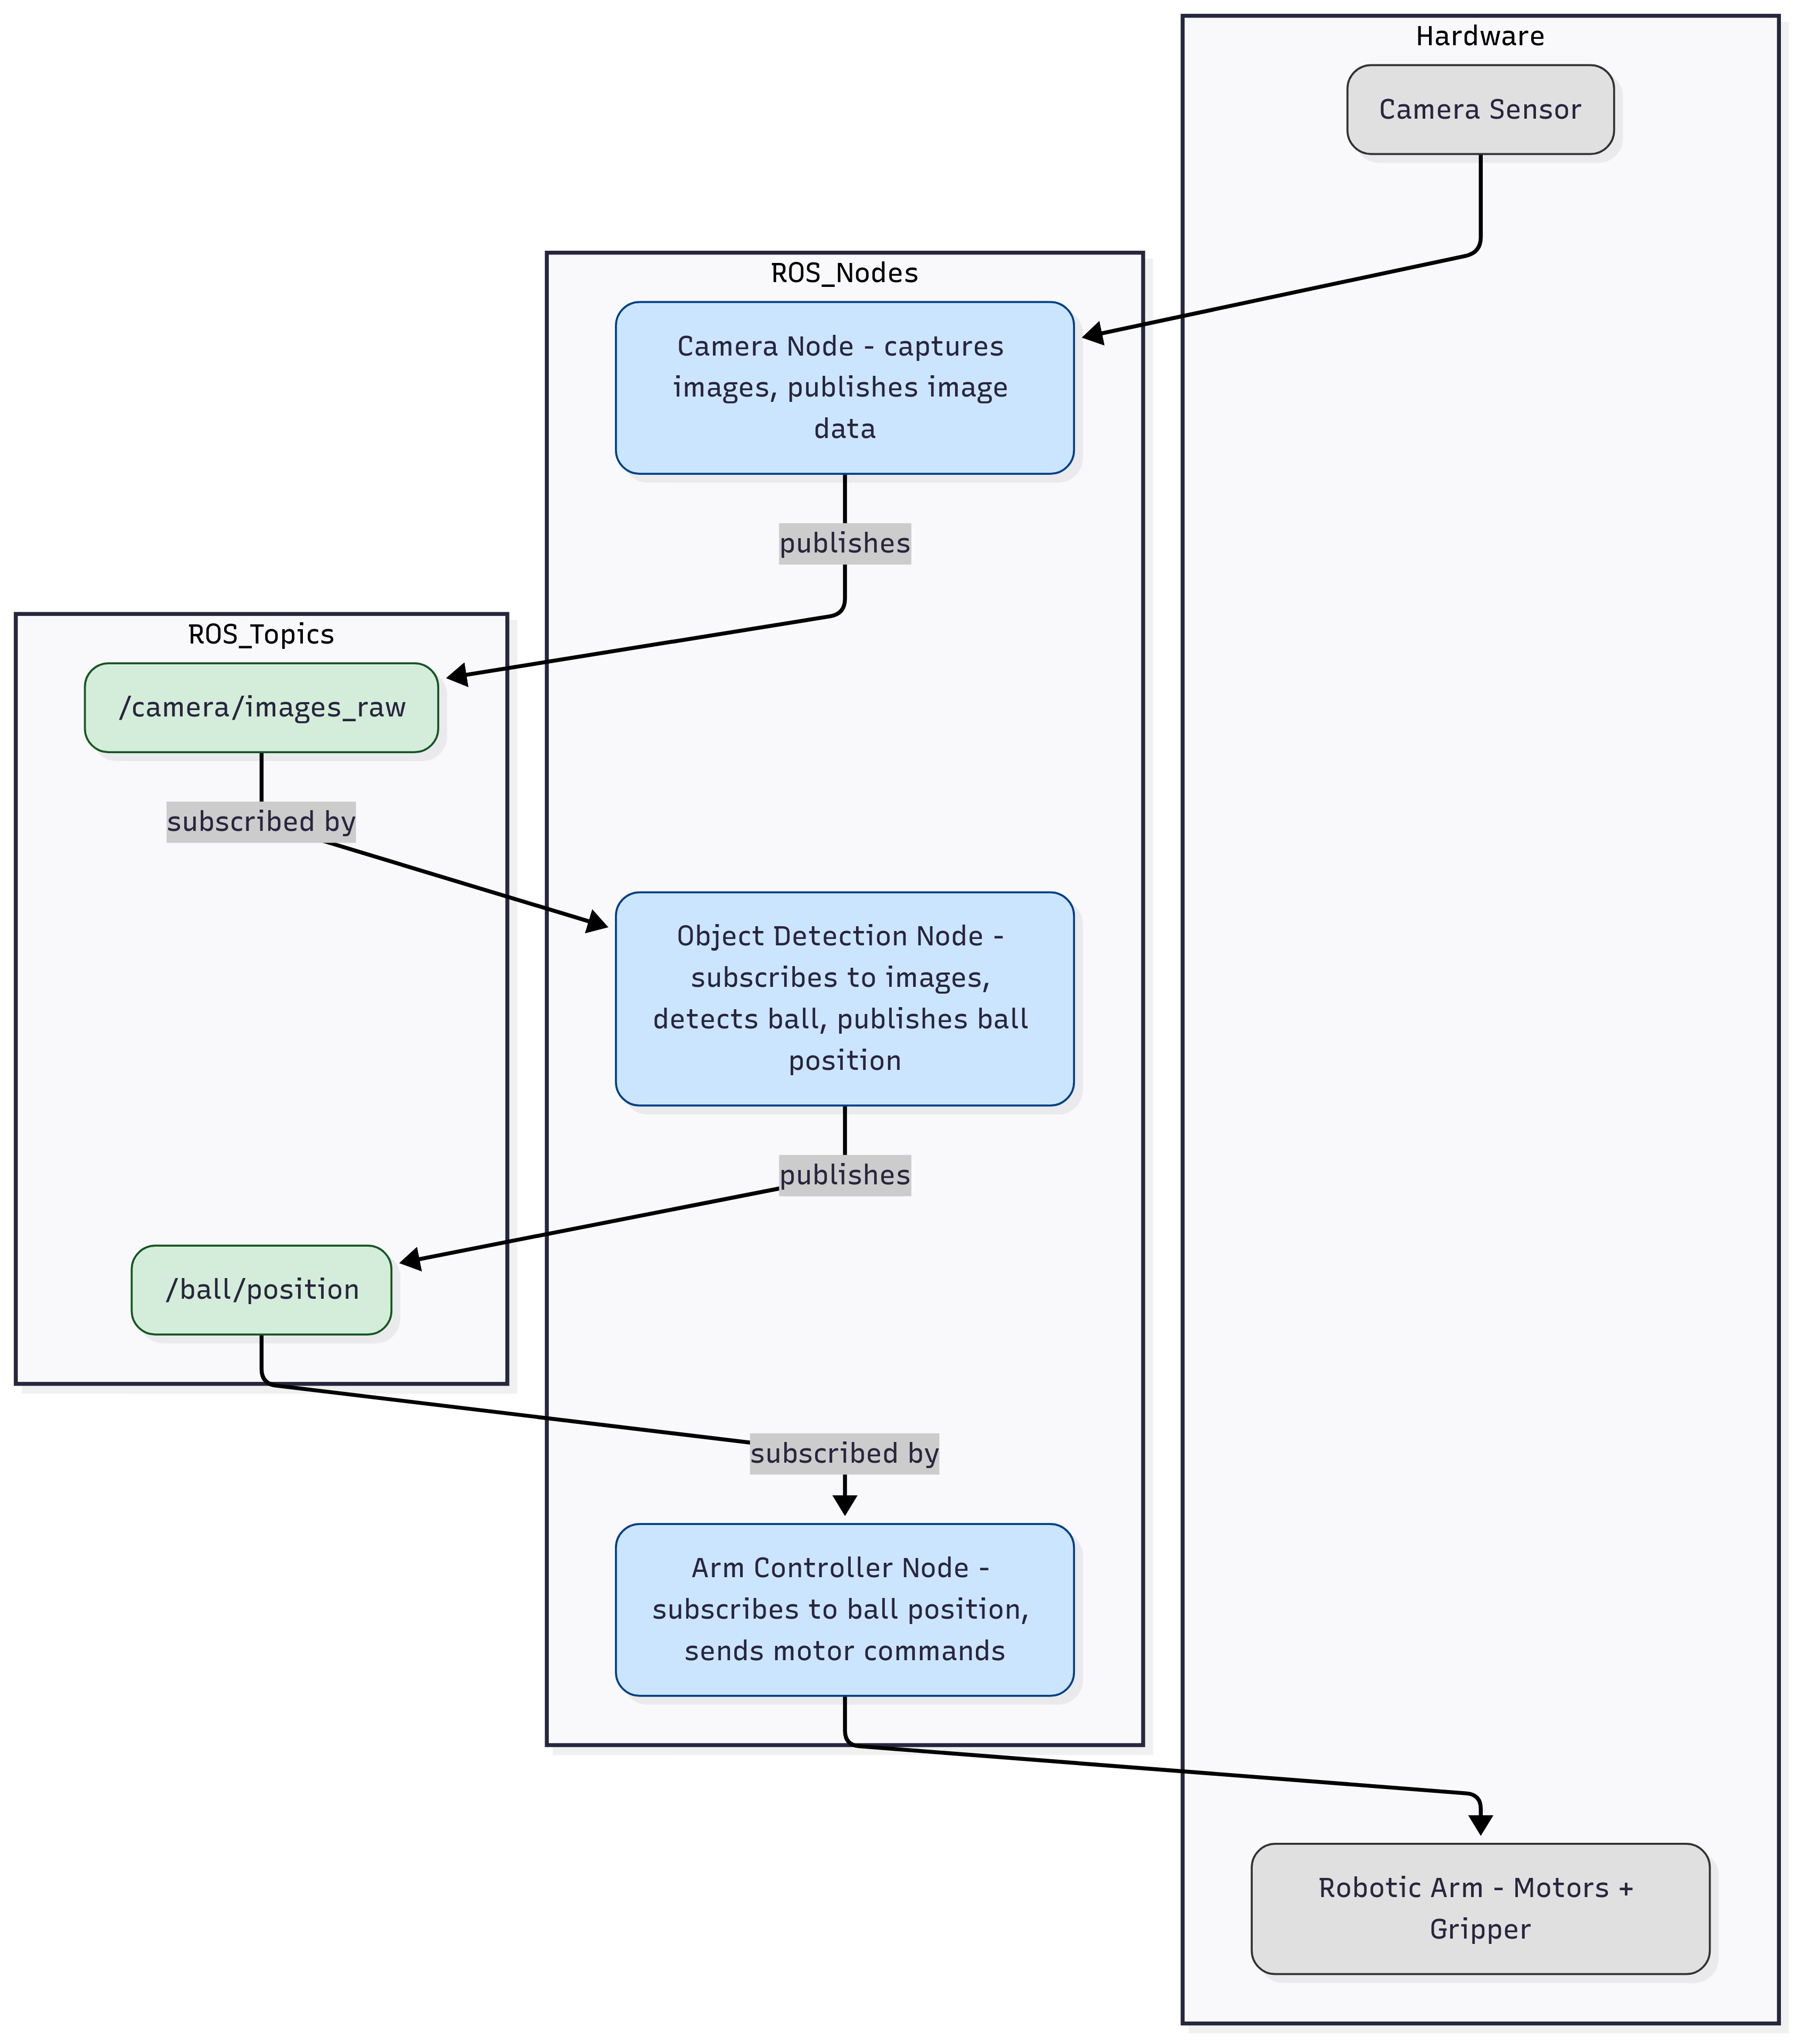 Hardware
Camera Sensor
ROS_Nodes
Camera Node - captures
images, publishes image
data
publishes
ROS_Topics
/camera/images_raw
subscribed by
Object Detection Node -
subscribes to images,
detects ball, publishes ball
position
publishes
/ball/position
subscribed by
Arm Controller Node -
subscribes to ball position,
sends motor commands
Robotic Arm - Motors +
Gripper